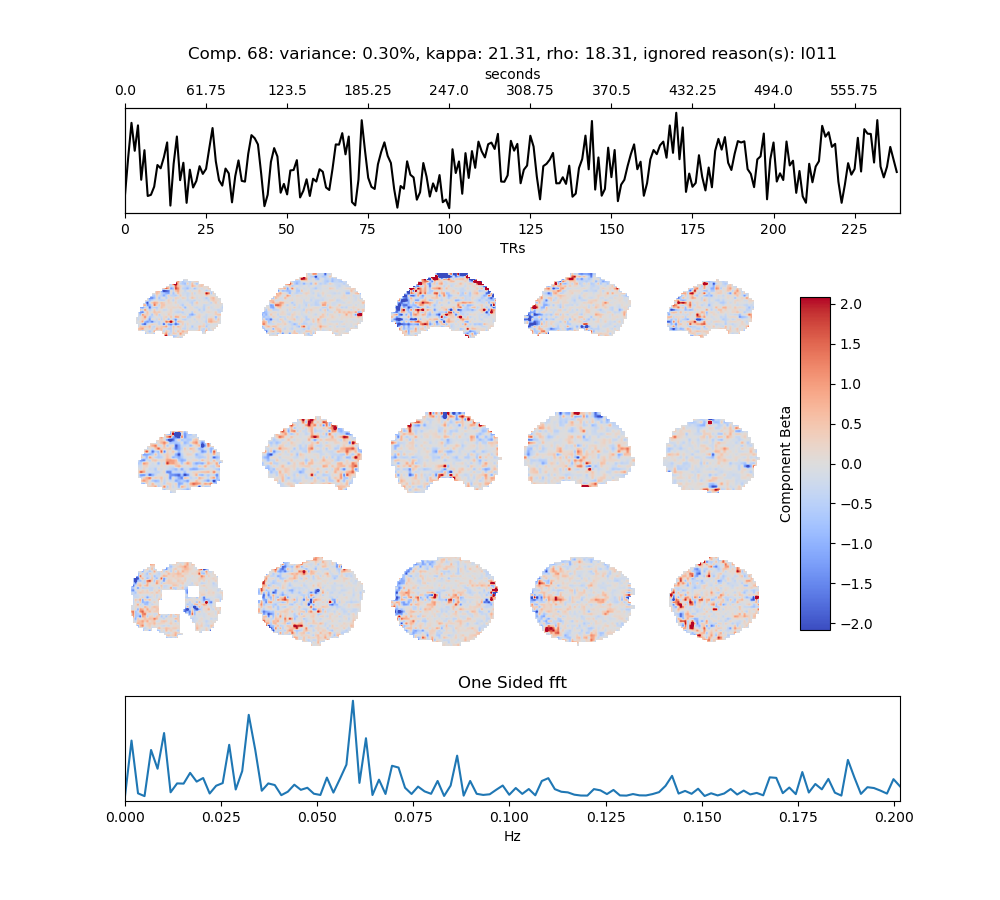 Comp. 68: variance: 0.30%, kappa: 21.31, rho: 18.31, ignored reason(s): I011
seconds
0.0 61.75 123.5 185.25 247.0 308.75 370.5 432.25 494.0 555.75
0 25 50 75 100 125 150 175 200 225
TRs
2.0
1.5
1.0
0.5
0.0
−0.5
−1.0
−1.5
−2.0
Component Beta
One Sided fft
0.000 0.025 0.050 0.075 0.100 0.125 0.150 0.175 0.200
Hz